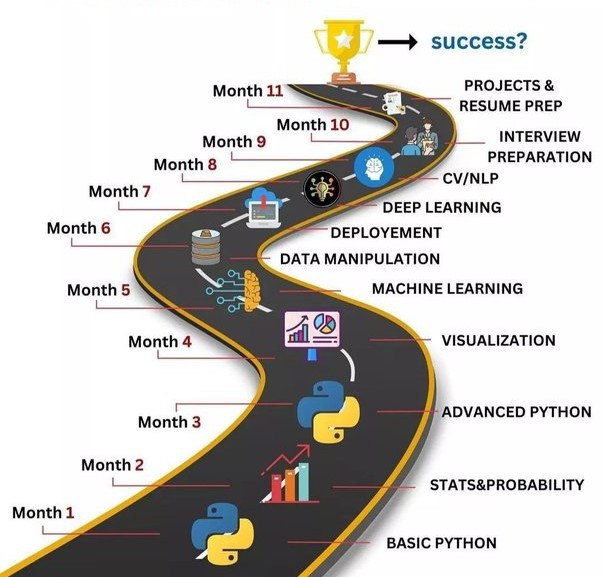 success?
Month 11
PROJECTS &
RESUME PREP
Month 10
INTERVIEW
PREPARATION
Month 9
CV/NLP
Month 8
DEEP LEARNING
Month 7
DEPLOYEMENT
Month 6
DATA MANIPULATION
Month 5
MACHINE LEARNING
Month 4
VISUALIZATION
Month 3
ADVANCED PYTHON
Month 2
STATS&PROBABILITY
Month 1
BASIC PYTHON